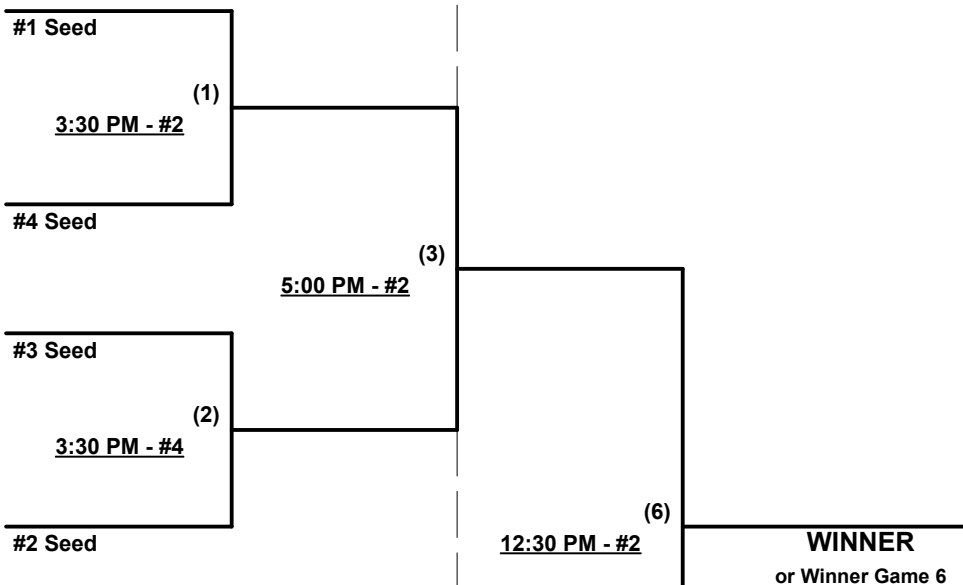 #1 Seed
(1)
3:30 PM - #2
#4 Seed
(3)
5:00 PM - #2
#3 Seed
(2)
3:30 PM - #4
#2 Seed
(6)
12:30 PM - #2
WINNER
or Winner Game 6